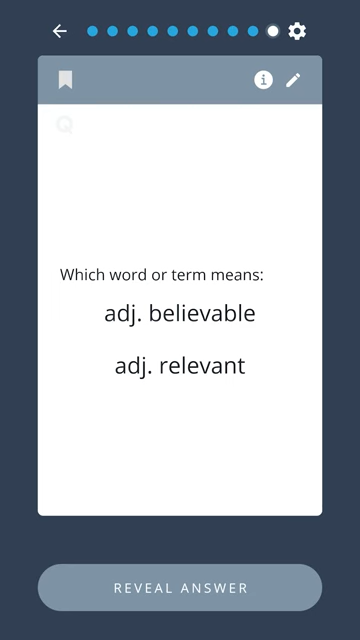 Q
Which word or term means:
adj. believable
adj. relevant
REVEAL ANSWER